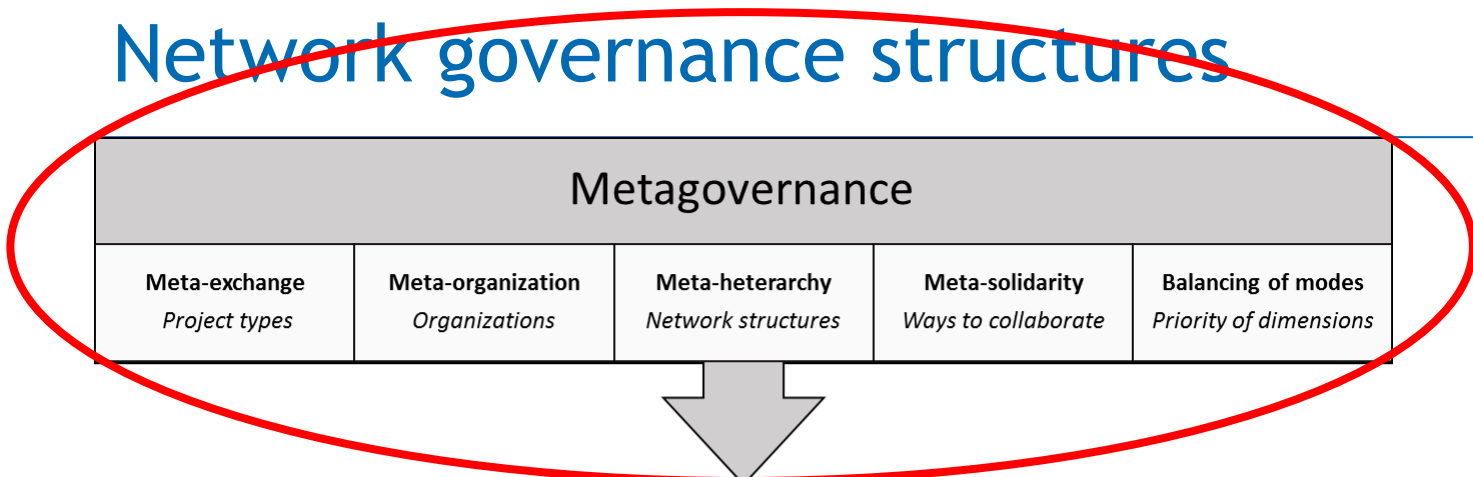 Network governance structures
Metagovernance
Meta-exchange
Project types
Meta-organization
Organizations
Meta-heterarchy
Network structures
Meta-solidarity
Ways to collaborate
Balancing of modes
Priority of dimensions